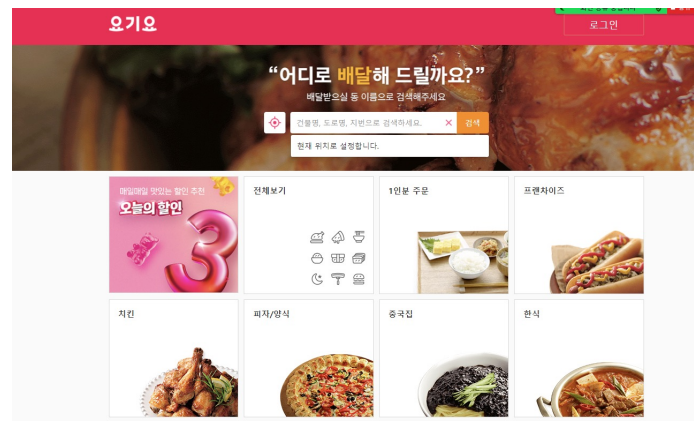 요기요
로그인
“어디로 배달해 드릴까요?”
배달받으실 동 이름으로 검색해주세요
건물명, 도로명, 지번으로 검색하세요.
검색
현재 위치로 설정합니다.
매일매일 맛있는 할인 추천
오늘의 할인
3
전체보기
1인분 주문
프랜차이즈
치킨
피자/양식
중국집
한식